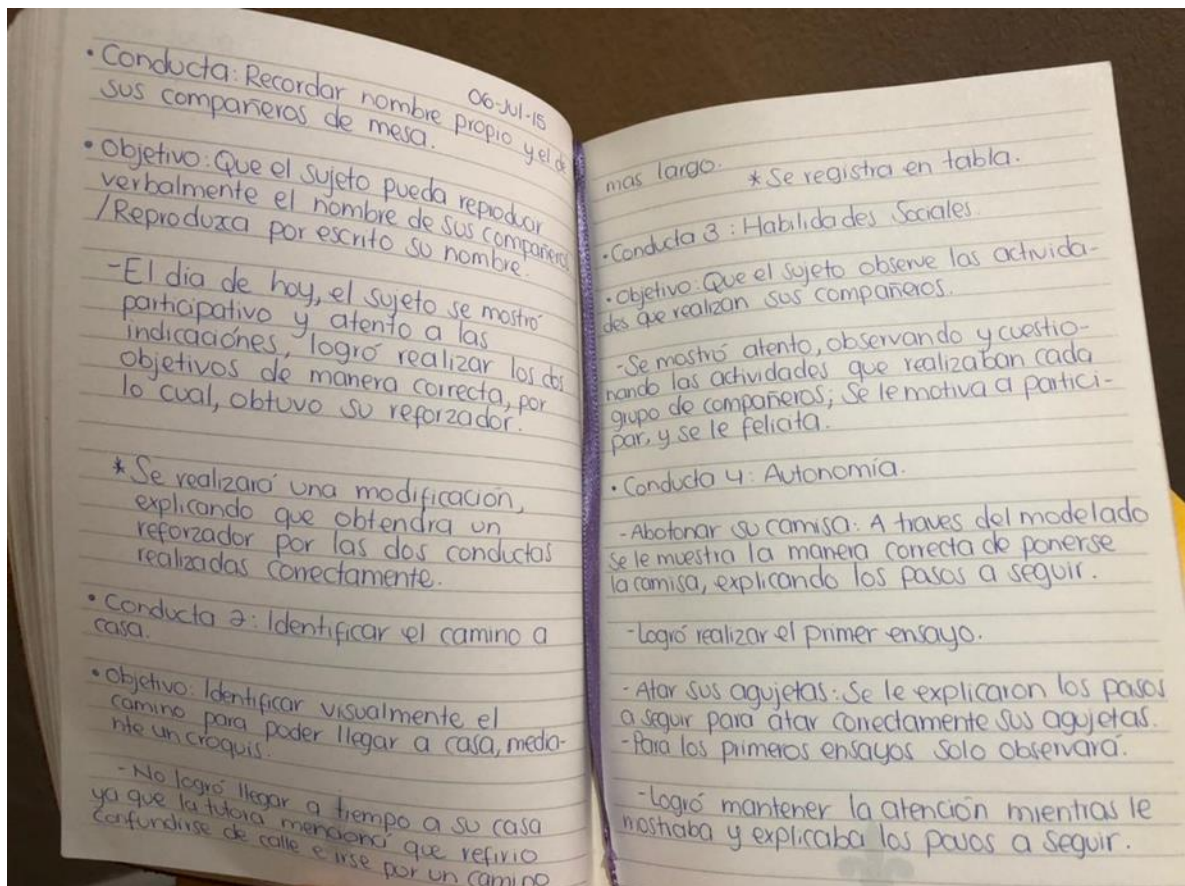 06-Jul-15
• Conducta: Recordar nombre propio y el de
sus compañeros de mesa.
• Objetivo: Que el sujeto pueda reproducir
verbalmente el nombre de sus compañeros
/Reproduzca por escrito su nombre.
-El dia de hoy, el sujeto se mostró
participativo y atento a las
indicaciónes, logró realizar los dos
objetivos de manera correcta, por
lo cual, obtuvo su reforzador.
* Se realizará una modificación,
explicando que obtendra un
reforzador por las dos conductas
realizadas correctamente.
• Conducta 2: Identificar el camino a
casa.
• Objetivo: Identificar visualmente el
camino para poder llegar a casa, media-
nte un croquis.
-No logró llegar a tiempo a su casa
ya que la tutora mencionó que refirio
confundirse de calle e irse por un camino
mas largo.
* Se registra en tabla.
• Conducta 3: Habilidades Sociales.
• Objetivo: Que el sujeto observe las activida-
des que realizan sus compañeros.
-Se mostró atento, observando y cuestio-
nando las actividades que realizaban cada
grupo de compañeros; Se le motiva a partici-
par, y se le felicita.
• Conducta 4: Autonomía.
-Abotonar su camisa: A traves del modelado
se le muestra la manera correcta de ponerse
la camisa, explicando los pasos a seguir.
-Logró realizar el primer ensayo.
-Atar sus agujetas: Se le explicaron los pasos
a seguir para atar correctamente sus agujetas.
-Para los primeros ensayos solo observará.
-Logró mantener la atención mientras le
mostraba y explicaba los pasos a seguir.